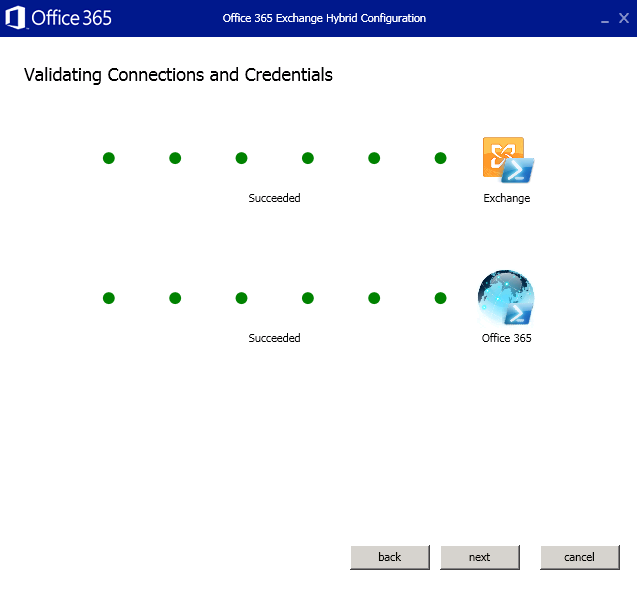 Office 365
Office 365 Exchange Hybrid Configuration
Validating Connections and Credentials
Succeeded
Exchange
Succeeded
Office 365
back
next
cancel